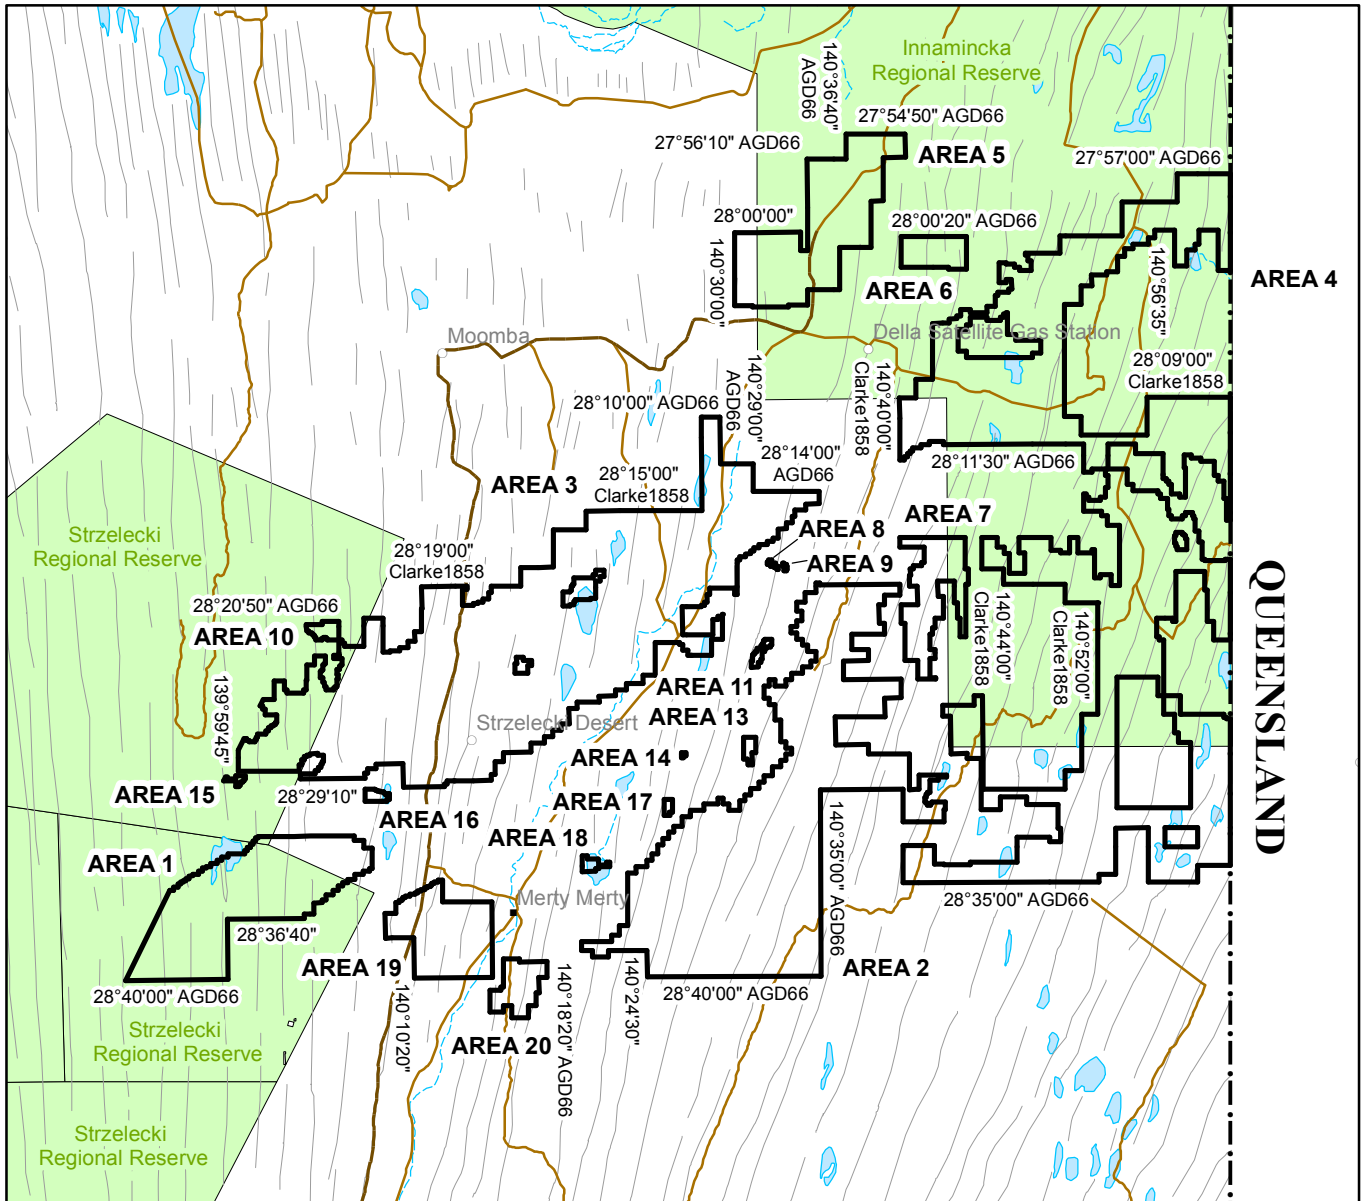 Innamincka
Regional Reserve
140°36'40"
AGD66
27°54'50" AGD66
27°56'10" AGD66
AREA 5
27°57'00" AGD66
28°00'00"
28°00'20" AGD66
140°30'00"
AREA 6
140°56'35"
AREA 4
Moomba
Della Satellite Gas Station
28°09'00"
Clarke1858
140°29'00"
AGD66
140°40'00"
Clarke1858
28°10'00" AGD66
28°14'00"
AGD66
28°11'30" AGD66
AREA 3
28°15'00"
Clarke1858
AREA 7
AREA 8
AREA 9
Strzelecki
Regional Reserve
28°19'00"
Clarke1858
28°20'50" AGD66
AREA 10
140°44'00"
Clarke1858
140°52'00"
Clarke1858
QUEENSLAND
139°59'45"
AREA 11
AREA 13
Strzelecki Desert
AREA 14
AREA 15
28°29'10"
AREA 16
AREA 17
AREA 18
140°35'00" AGD66
AREA 1
Merty Merty
28°35'00" AGD66
28°36'40"
AREA 19
AREA 2
28°40'00" AGD66
28°40'00" AGD66
140°10'20"
140°18'20" AGD66
140°24'30"
Strzelecki
Regional Reserve
AREA 20
Strzelecki
Regional Reserve